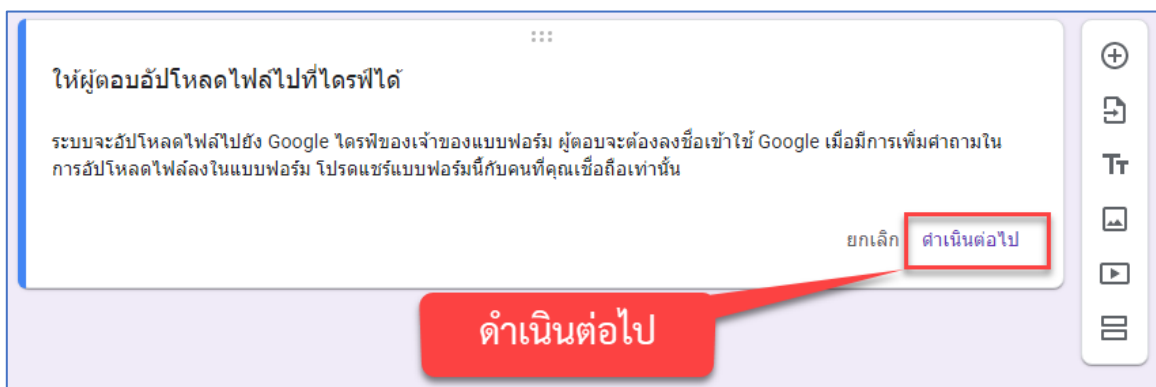 ให้ผู้ตอบอัปโหลดไฟล์ไปที่ไดรฟ์ได้
ระบบจะอัปโหลดไฟล์ไปยัง Google ไดรฟ์ของเจ้าของแบบฟอร์ม ผู้ตอบจะต้องลงชื่อเข้าใช้ Google เมื่อมีการเพิ่มคำถามใน
การอัปโหลดไฟล์ลงในแบบฟอร์ม โปรดแชร์แบบฟอร์มนี้กับคนที่คุณเชื่อถือเท่านั้น
ยกเลิก ดำเนินต่อไป
ดำเนินต่อไป